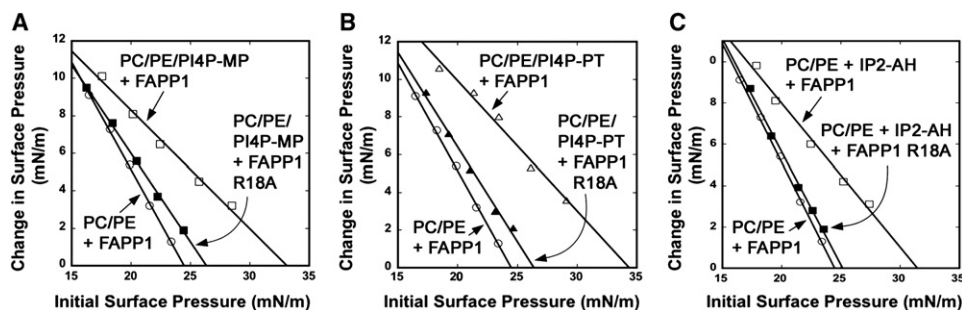 A
12
10
8
6
4
2
0
Change in Surface Pressure
(mN/m)
PC/PE/PI4P-MP
+ FAPP1
PC/PE/
PI4P-MP
+ FAPP1
R18A
PC/PE
+ FAPP1
15 20 25 30 35
Initial Surface Pressure (mN/m)
B
12
10
8
6
4
2
0
Change in Surface Pressure
(mN/m)
PC/PE/PI4P-PT
+ FAPP1
PC/PE/
PI4P-PT
+ FAPP1
R18A
PC/PE
+ FAPP1
15 20 25 30 35
Initial Surface Pressure (mN/m)
C
0
8
6
4
2
0
Change in Surface Pressure
(mN/m)
PC/PE + IP2-AH
+ FAPP1
PC/PE + IP2-AH
+ FAPP1 R18A
PC/PE
+ FAPP1
15 20 25 30 35
Initial Surface Pressure (mN/m)